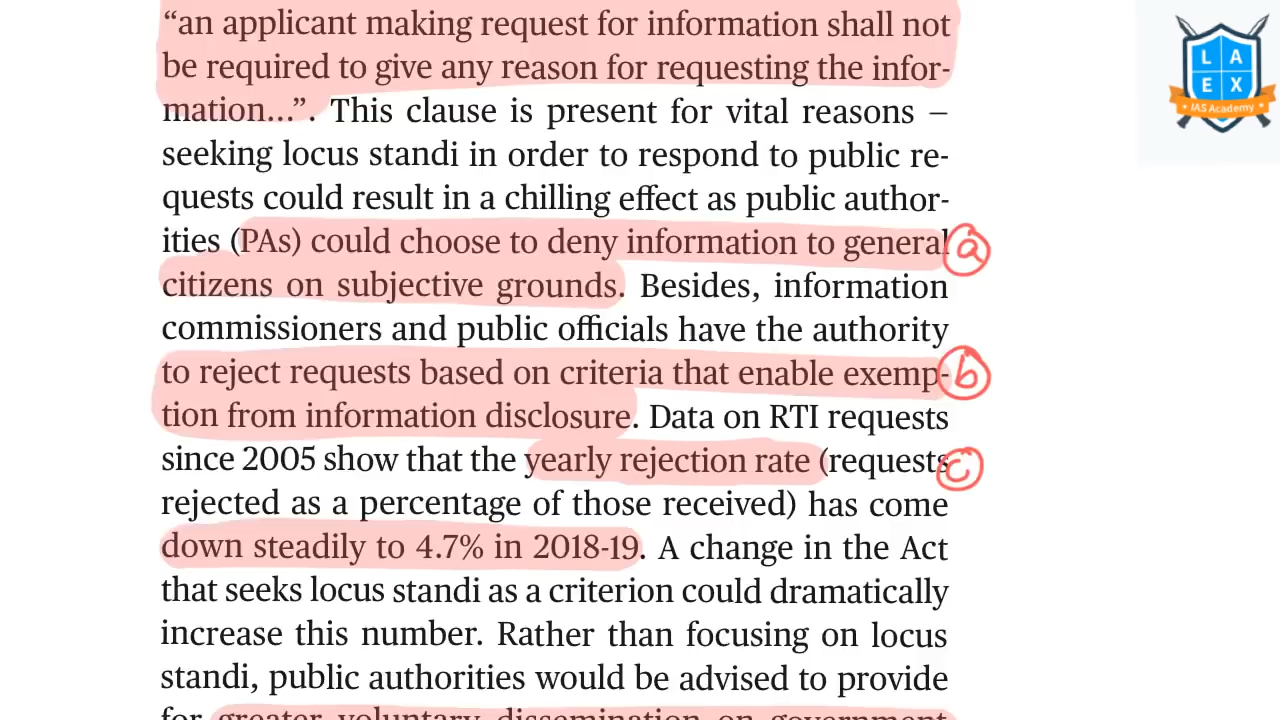 “an applicant making request for information shall not
be required to give any reason for requesting the infor-
mation...”. This clause is present for vital reasons –
seeking locus standi in order to respond to public re-
quests could result in a chilling effect as public author-
ities (PAs) could choose to deny information to general
a
citizens on subjective grounds. Besides, information
commissioners and public officials have the authority
to reject requests based on criteria that enable exemp-
b
tion from information disclosure. Data on RTI requests
since 2005 show that the yearly rejection rate (requests
c
rejected as a percentage of those received) has come
down steadily to 4.7% in 2018-19. A change in the Act
that seeks locus standi as a criterion could dramatically
increase this number. Rather than focusing on locus
standi, public authorities would be advised to provide
for greater voluntary dissemination on government
L A
E X
IAS Academy